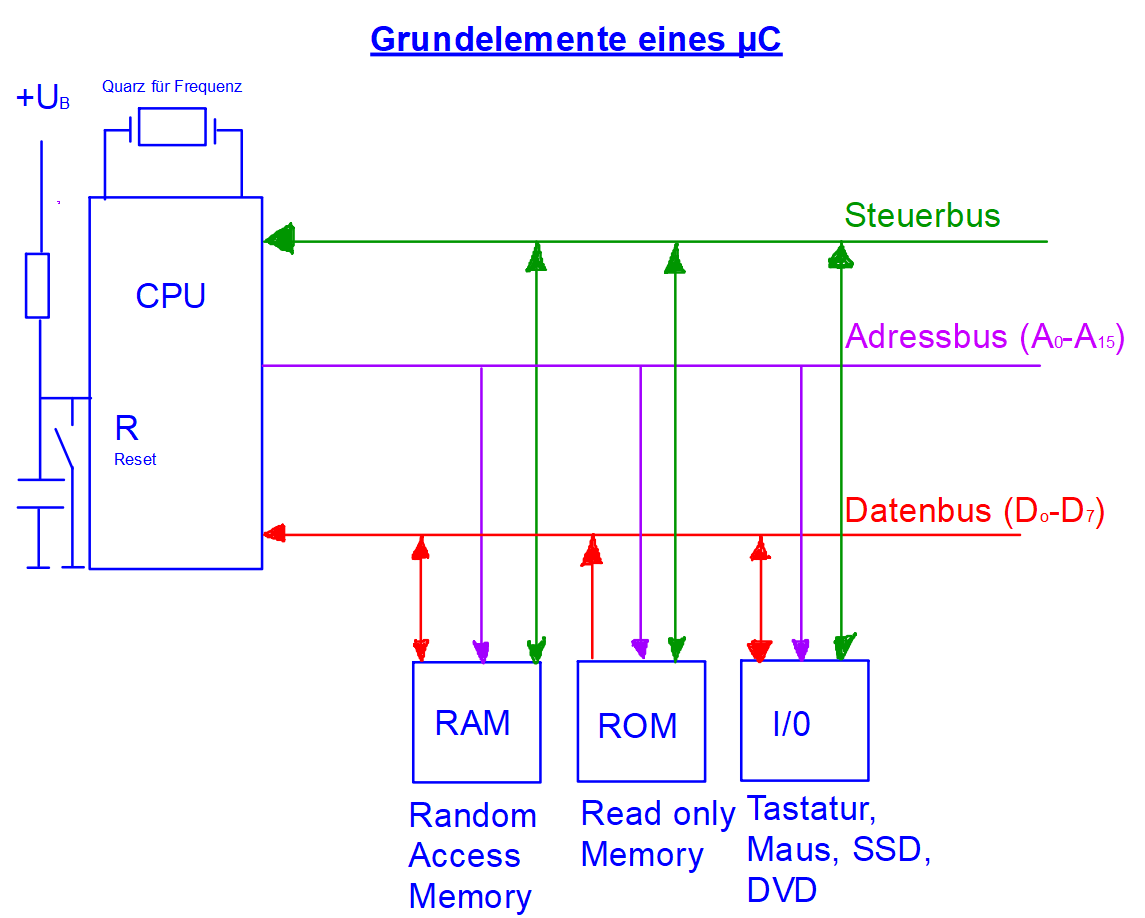 Grundelemente eines µC
Quarz für Frequenz
+UB
Steuerbus
CPU
Adressbus (A0-A15)
R
Reset
Datenbus (Do-D7)
RAM
ROM
I/0
Random
Access
Memory
Read only
Memory
Tastatur,
Maus, SSD,
DVD